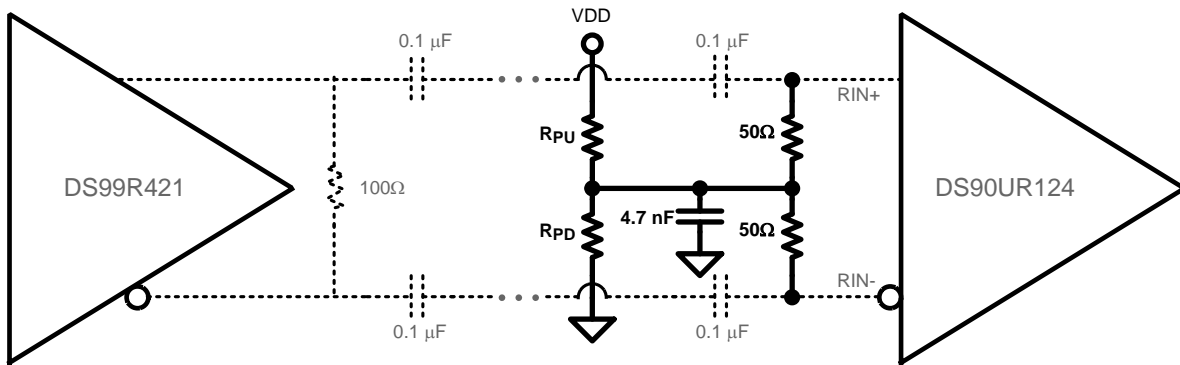 VDD
0.1 μF
0.1 μF
RIN+
RPU
50Ω
DS99R421
100Ω
DS90UR124
4.7 nF
RPD
50Ω
RIN-
0.1 μF
0.1 μF